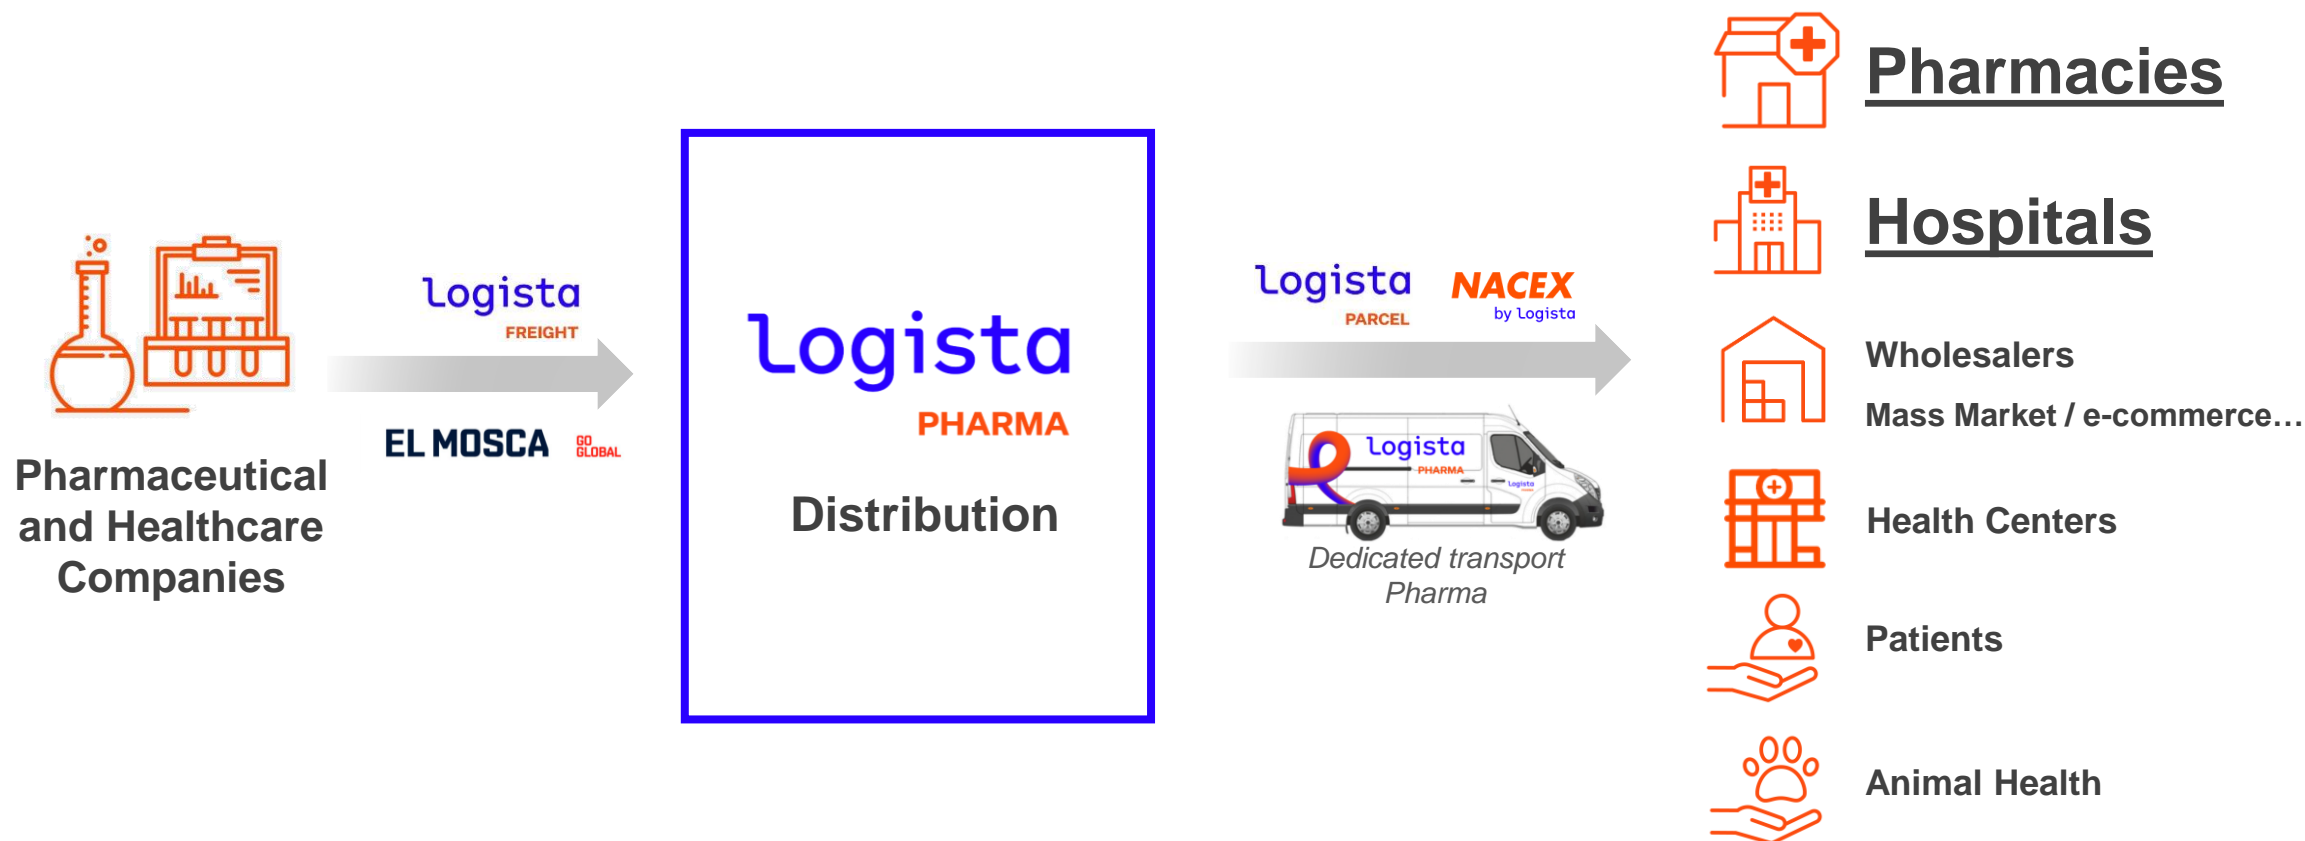 Pharmaceutical
and Healthcare
Companies
logista
FREIGHT
EL MOSCA
GO
GLOBAL
logista
PHARMA
Distribution
logista
PARCEL
NACEX
by logista
logista
PHARMA
logista
Dedicated transport
Pharma
Pharmacies
Hospitals
Wholesalers
Mass Market / e-commerce…
Health Centers
Patients
Animal Health